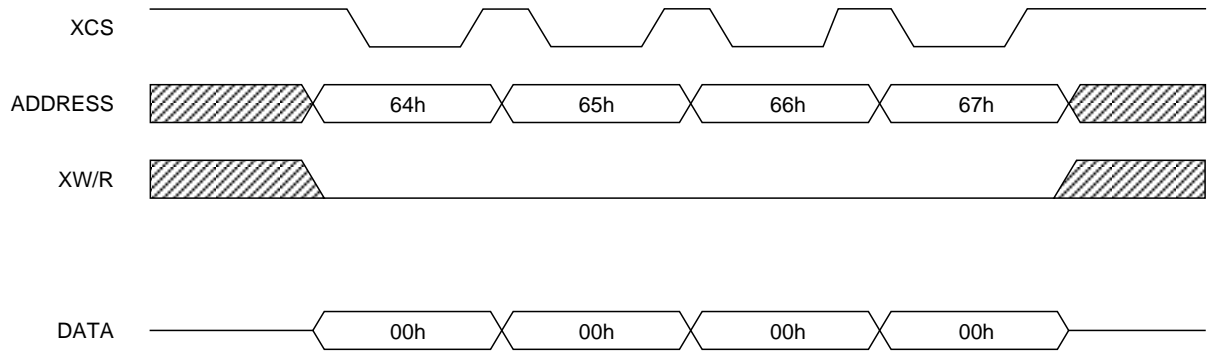 XCS
ADDRESS 64h 65h 66h 67h
XW/R
DATA 00h 00h 00h 00h